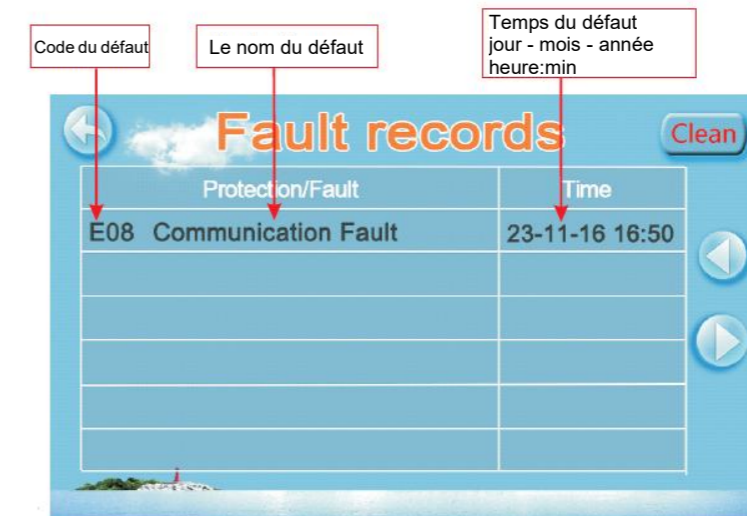 Code du défaut
Le nom du défaut
Temps du défaut
jour - mois - année
heure:min
Fault records
Clean
Protection/Fault Time
E08 Communication Fault 23-11-16 16:50